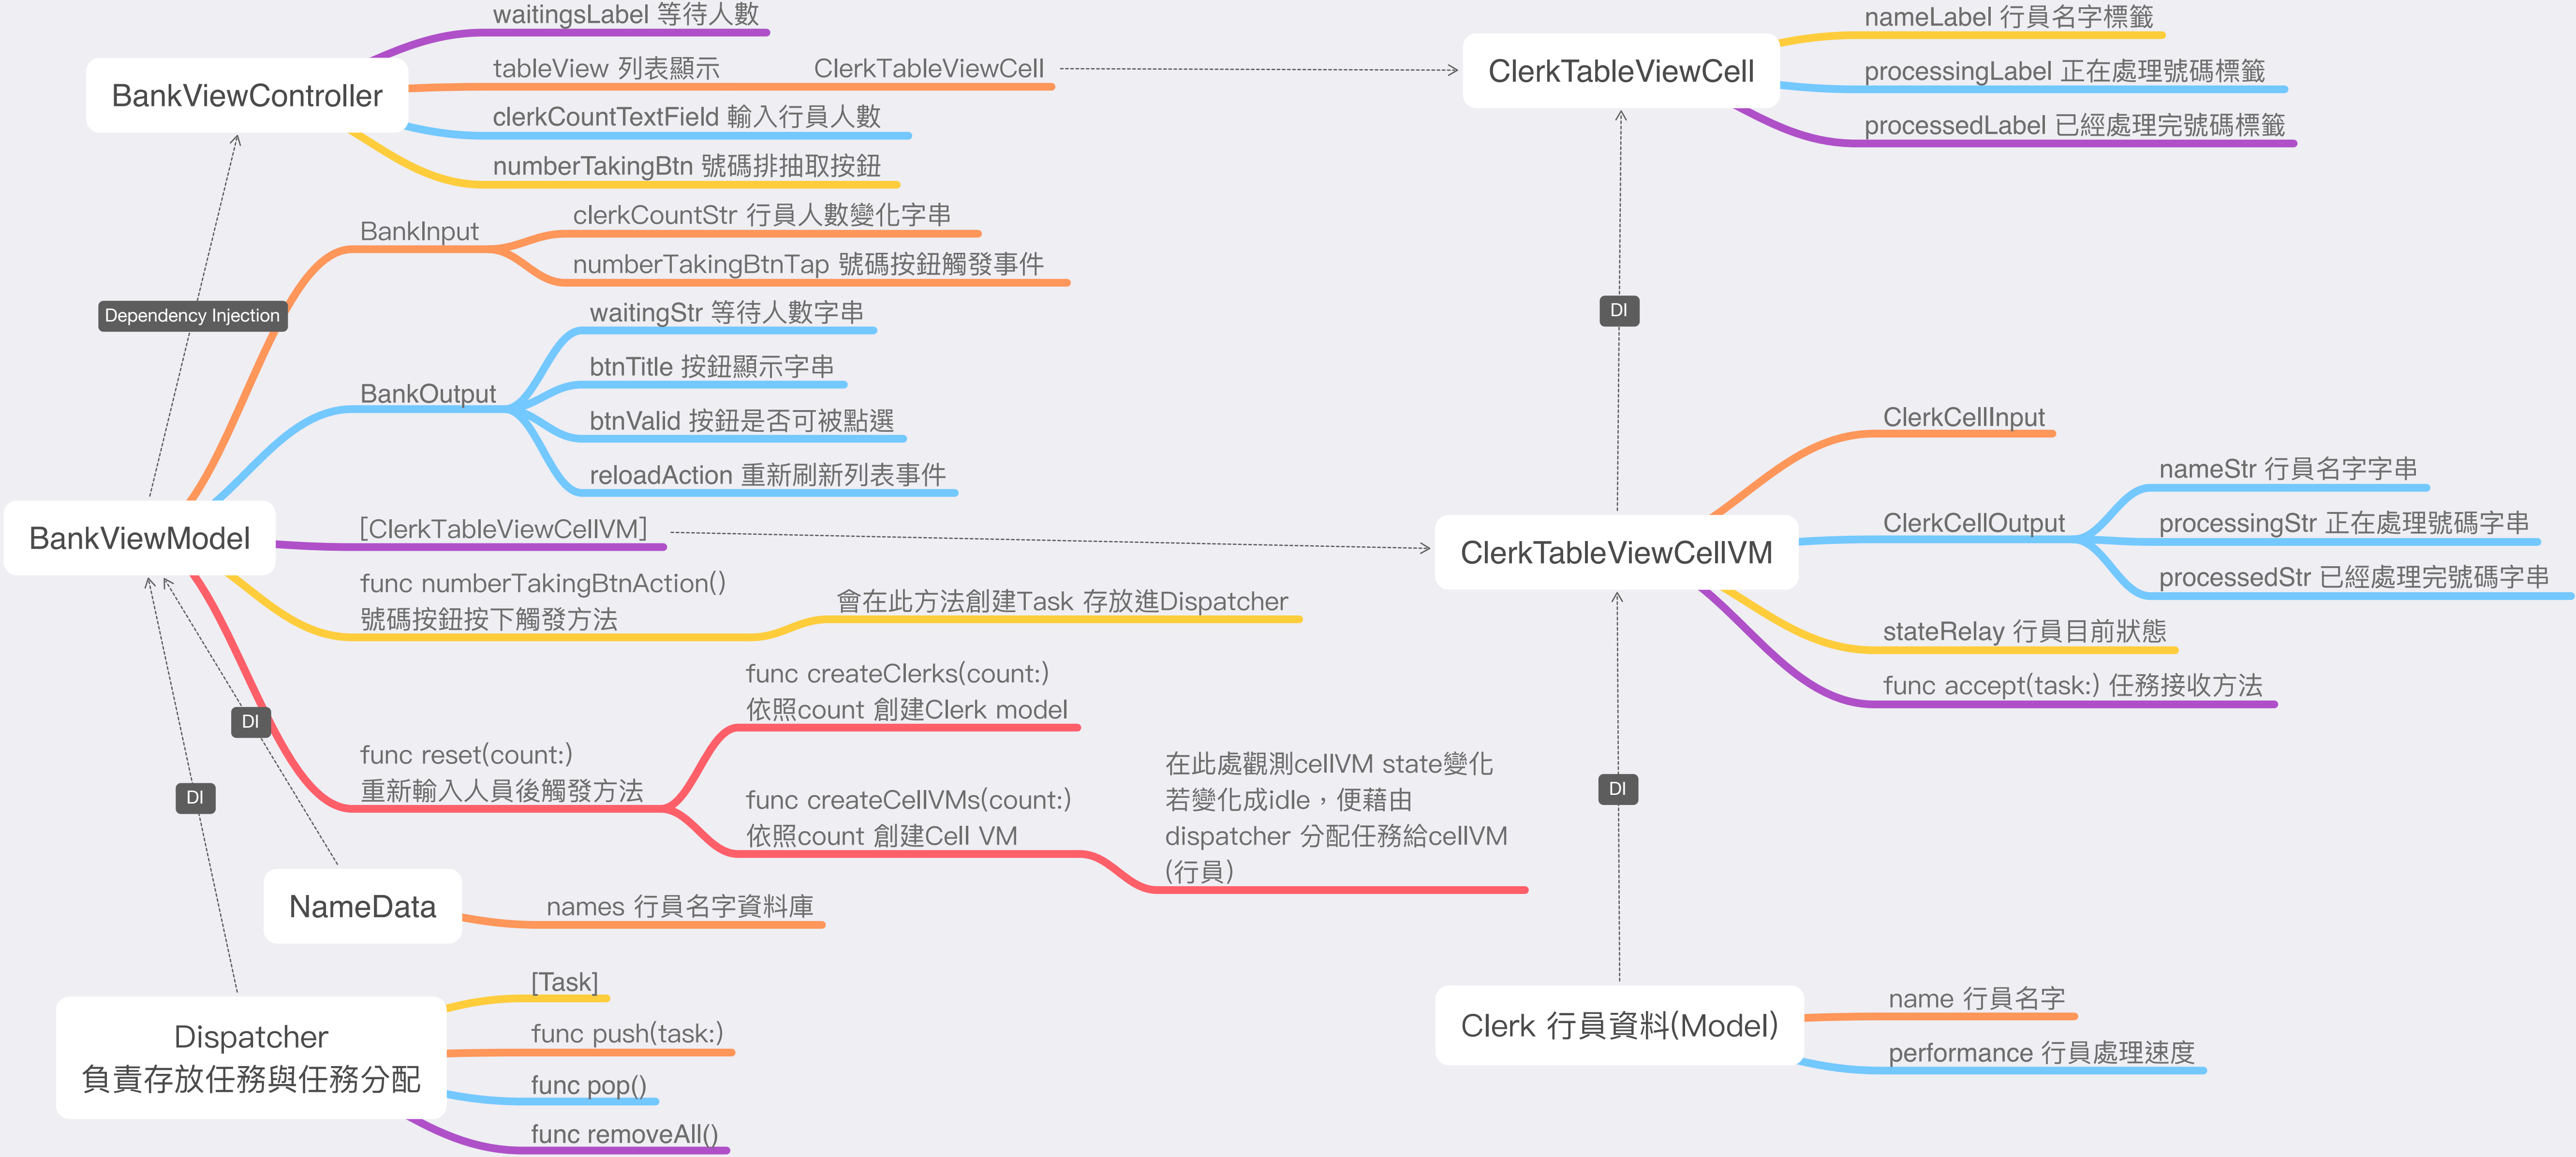 BankViewController
waitingsLabel 等待人數
tableView 列表顯示
ClerkTableViewCell
clerkCountTextField 輸入行員人數
numberTakingBtn 號碼排抽取按鈕
ClerkTableViewCell
nameLabel 行員名字標籤
processingLabel 正在處理號碼標籤
processedLabel 已經處理完號碼標籤
Dependency Injection
DI
BankViewModel
BankInput
clerkCountStr 行員人數變化字串
numberTakingBtnTap 號碼按鈕觸發事件
BankOutput
waitingStr 等待人數字串
btnTitle 按鈕顯示字串
btnValid 按鈕是否可被點選
reloadAction 重新刷新列表事件
[ClerkTableViewCellVM]
func numberTakingBtnAction()
號碼按鈕按下觸發方法
會在此方法創建Task 存放進Dispatcher
func reset(count:)
重新輸入人員後觸發方法
func createClerks(count:)
依照count 創建Clerk model
func createCellVMs(count:)
依照count 創建Cell VM
在此處觀測cellVM state變化
若變化成idle，便藉由
dispatcher 分配任務給cellVM
(行員)
ClerkTableViewCellVM
ClerkCellInput
ClerkCellOutput
nameStr 行員名字字串
processingStr 正在處理號碼字串
processedStr 已經處理完號碼字串
stateRelay 行員目前狀態
func accept(task:) 任務接收方法
DI
DI
DI
NameData
names 行員名字資料庫
Dispatcher
負責存放任務與任務分配
[Task]
func push(task:)
func pop()
func removeAll()
Clerk 行員資料(Model)
name 行員名字
performance 行員處理速度